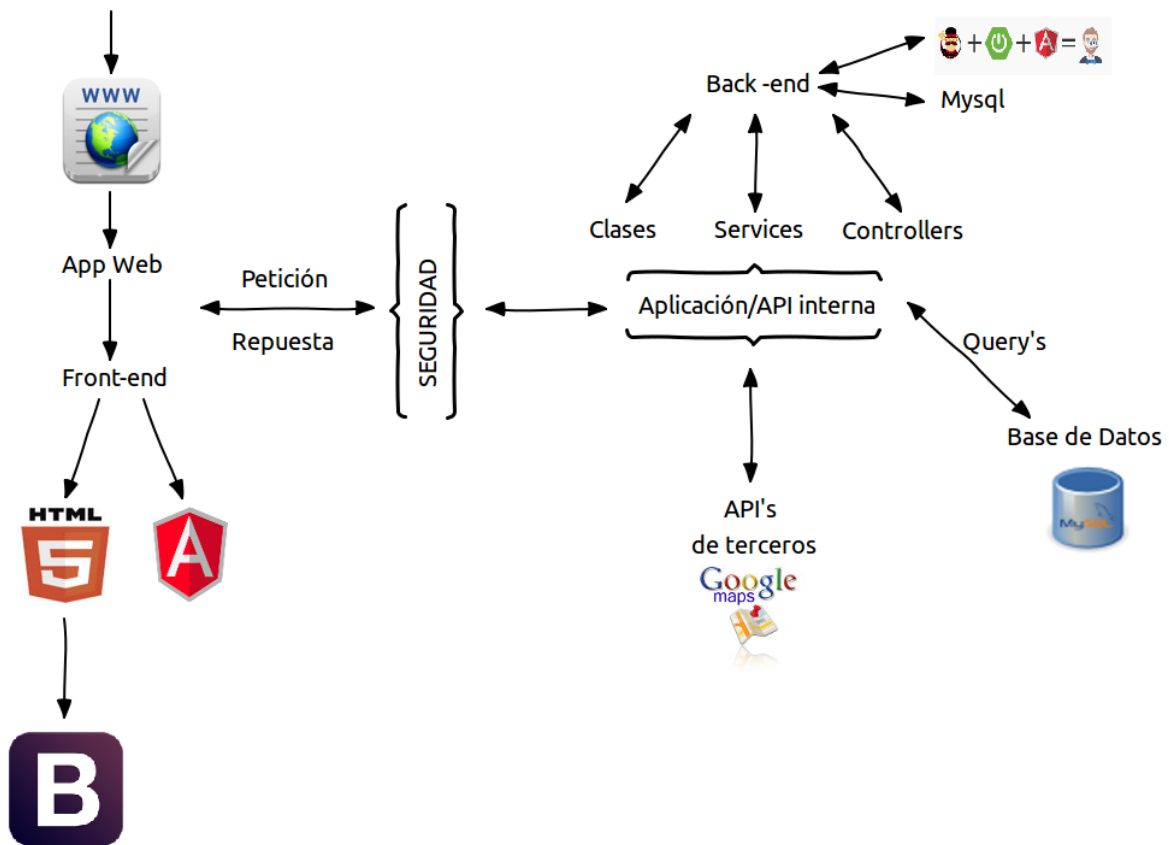 WWW
App Web
Front-end
HTML
5
A
B
Petición
Repuesta
SEGURIDAD
+ + A =
Back -end
Mysql
Clases
Services
Controllers
Aplicación/API interna
Query's
Base de Datos
MySQL
API's
de terceros
Google
maps